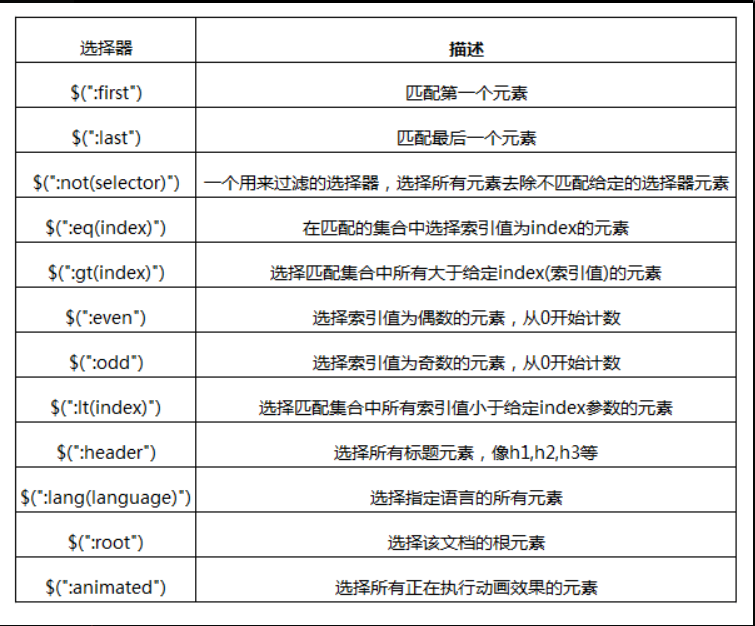 选择器 描述
$(":first") 匹配第一个元素
$(":last") 匹配最后一个元素
$(":not(selector)") 一个用来过滤的选择器，选择所有元素去除不匹配给定的选择器元素
$(":eq(index)") 在匹配的集合中选择索引值为index的元素
$(":gt(index)") 选择匹配集合中所有大于给定index(索引值)的元素
$(":even") 选择索引值为偶数的元素，从0开始计数
$(":odd") 选择索引值为奇数的元素，从0开始计数
$(":lt(index)") 选择匹配集合中所有索引值小于给定index参数的元素
$(":header") 选择所有标题元素，像h1,h2,h3等
$(":lang(language)") 选择指定语言的所有元素
$(":root") 选择该文档的根元素
$(":animated") 选择所有正在执行动画效果的元素